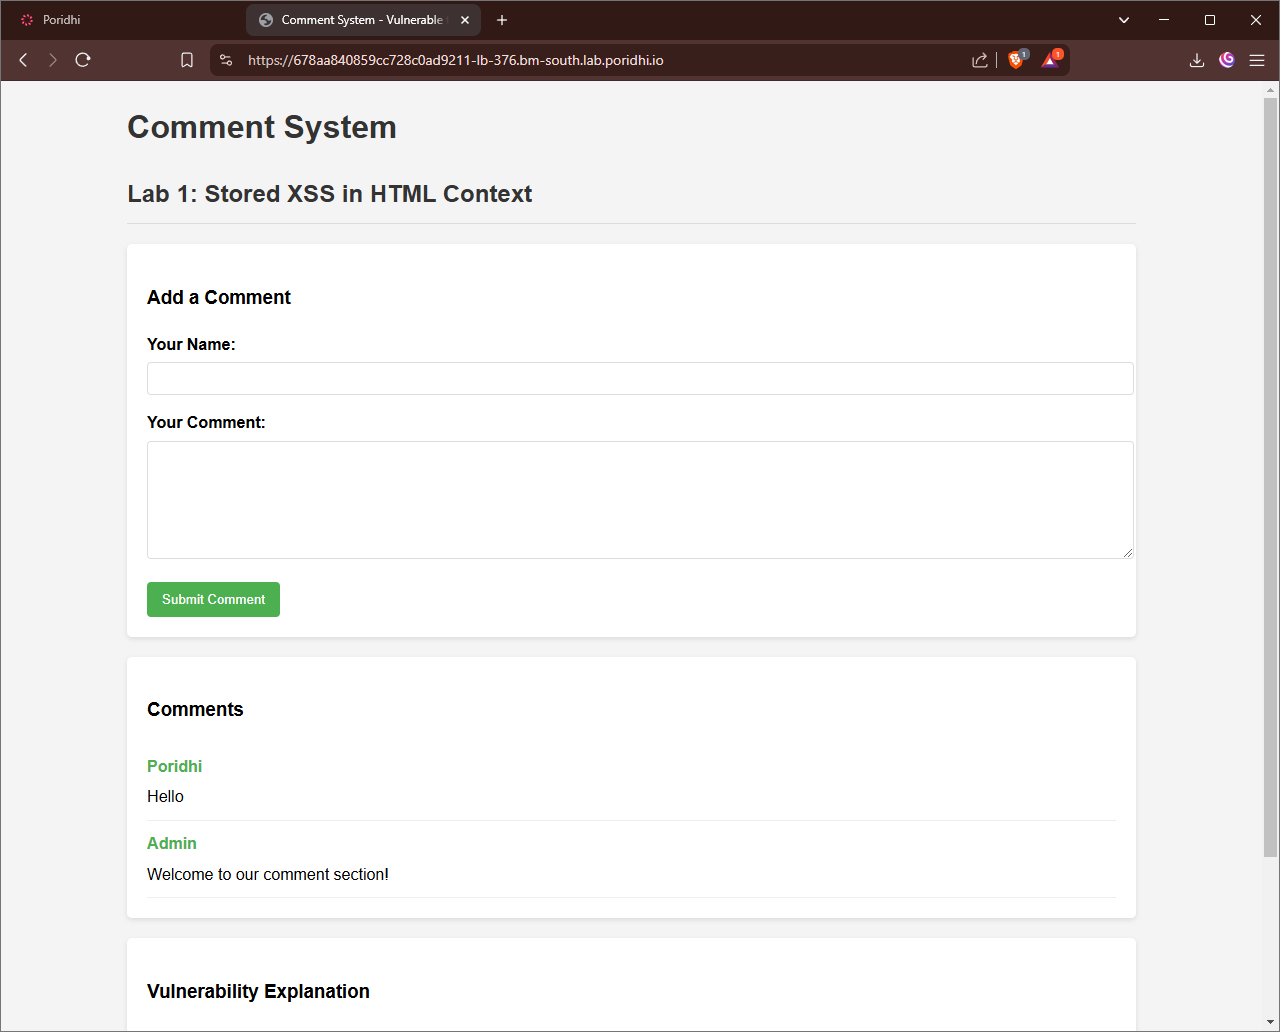 Poridhi
Comment System - Vulnerable
https://678aa840859cc728c0ad9211-lb-376.bm-south.lab.poridhi.io
1
1
Comment System
Lab 1: Stored XSS in HTML Context
Add a Comment
Your Name:
Your Comment:
Submit Comment
Comments
Poridhi
Hello
Admin
Welcome to our comment section!
Vulnerability Explanation